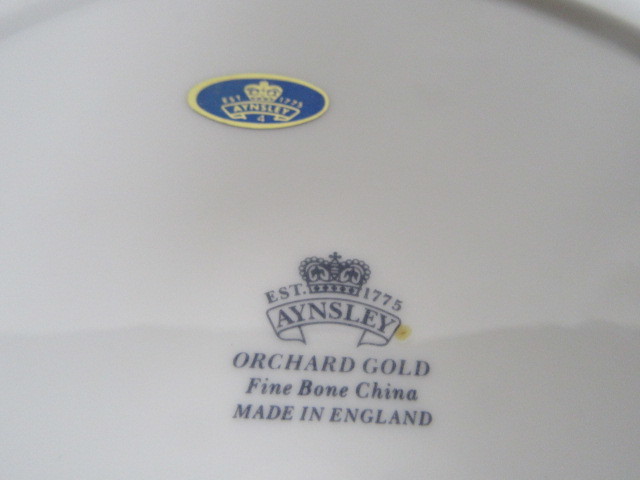 EST 1775
AYNSLEY
4
EST. 1775
AYNSLEY
ORCHARD GOLD
Fine Bone China
MADE IN ENGLAND